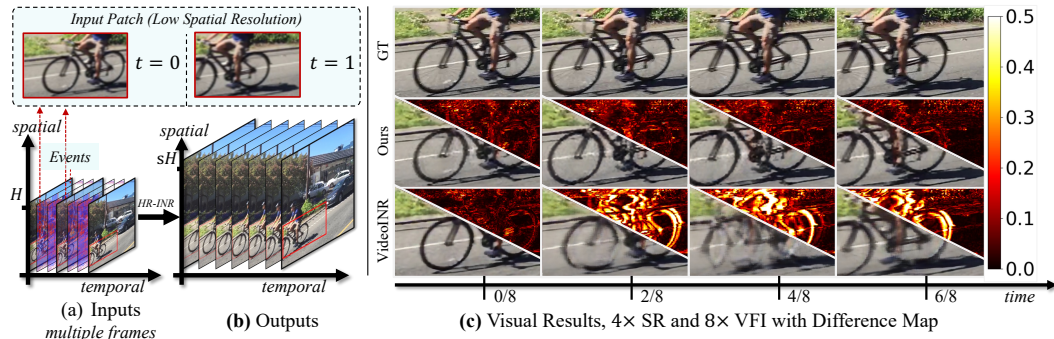 Input Patch (Low Spatial Resolution)
t = 0
t = 1
spatial
Events
H
HR-INR
temporal
(a) Inputs
multiple frames
spatial
sH
temporal
(b) Outputs
GT
Ours
VideoINR
0/8
2/8
4/8
6/8
time
(c) Visual Results, 4× SR and 8× VFI with Difference Map
0.5
0.4
0.3
0.2
0.1
0.0